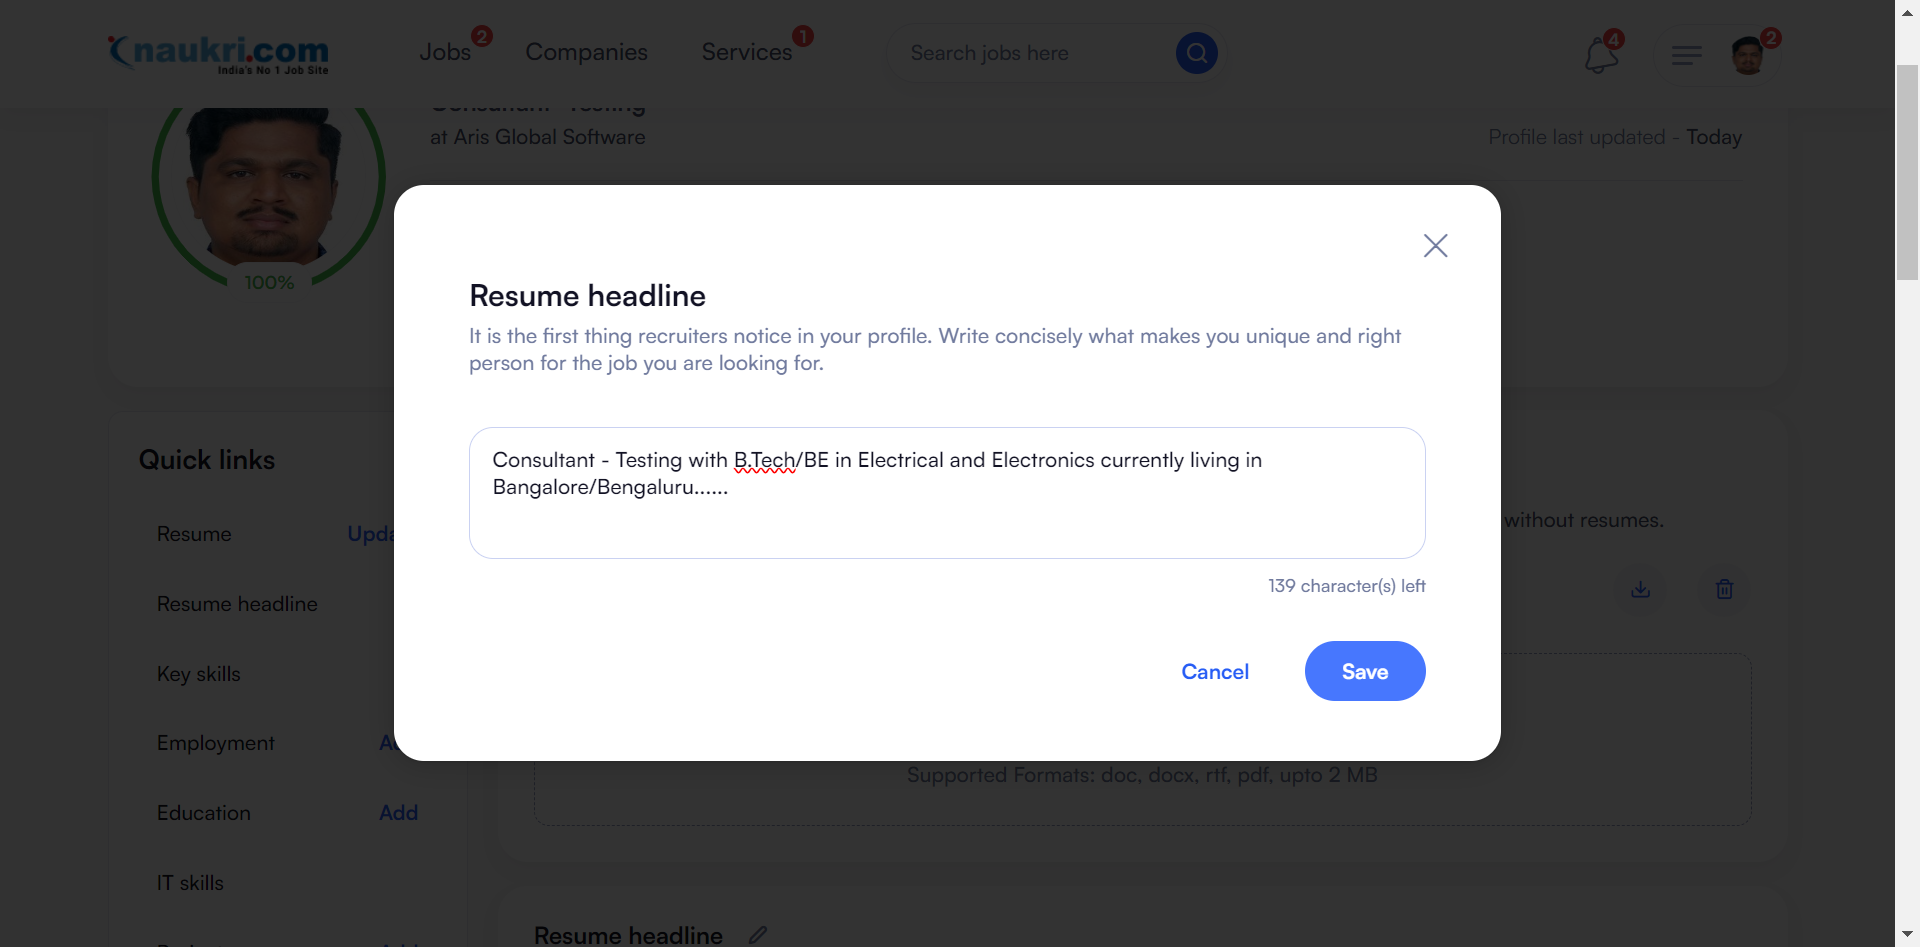 naukri.com
India's No 1 Job Site
Jobs
2
Companies
Services
1
Search jobs here
4
2
Consultant - Testing
at Aris Global Software
Profile last updated - Today
100%
Resume headline
It is the first thing recruiters notice in your profile. Write concisely what makes you unique and right
person for the job you are looking for.
Consultant - Testing with B.Tech/BE in Electrical and Electronics currently living in
Bangalore/Bengaluru......
139 character(s) left
Cancel
Save
Quick links
Resume
Resume headline
Key skills
Employment
Education
Add
IT skills
without resumes.
Supported Formats: doc, docx, rtf, pdf, upto 2 MB
Resume headline